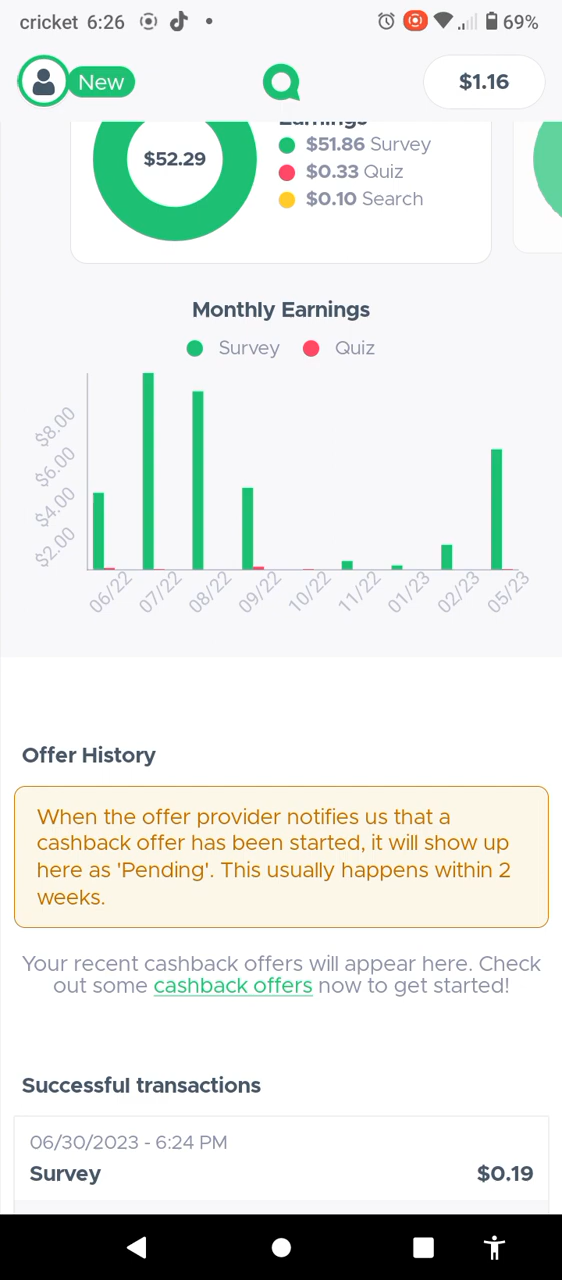 cricket 6:26 69%
New $1.16
Earnings
$52.29
$51.86 Survey
$0.33 Quiz
$0.10 Search
Monthly Earnings
Survey Quiz
$8.00
$6.00
$4.00
$2.00
06/22 07/22 08/22 09/22 10/22 11/22 01/23 02/23 05/23
Offer History
When the offer provider notifies us that a
cashback offer has been started, it will show up
here as 'Pending'. This usually happens within 2
weeks.
Your recent cashback offers will appear here. Check
out some cashback offers now to get started!
Successful transactions
06/30/2023 - 6:24 PM
Survey $0.19